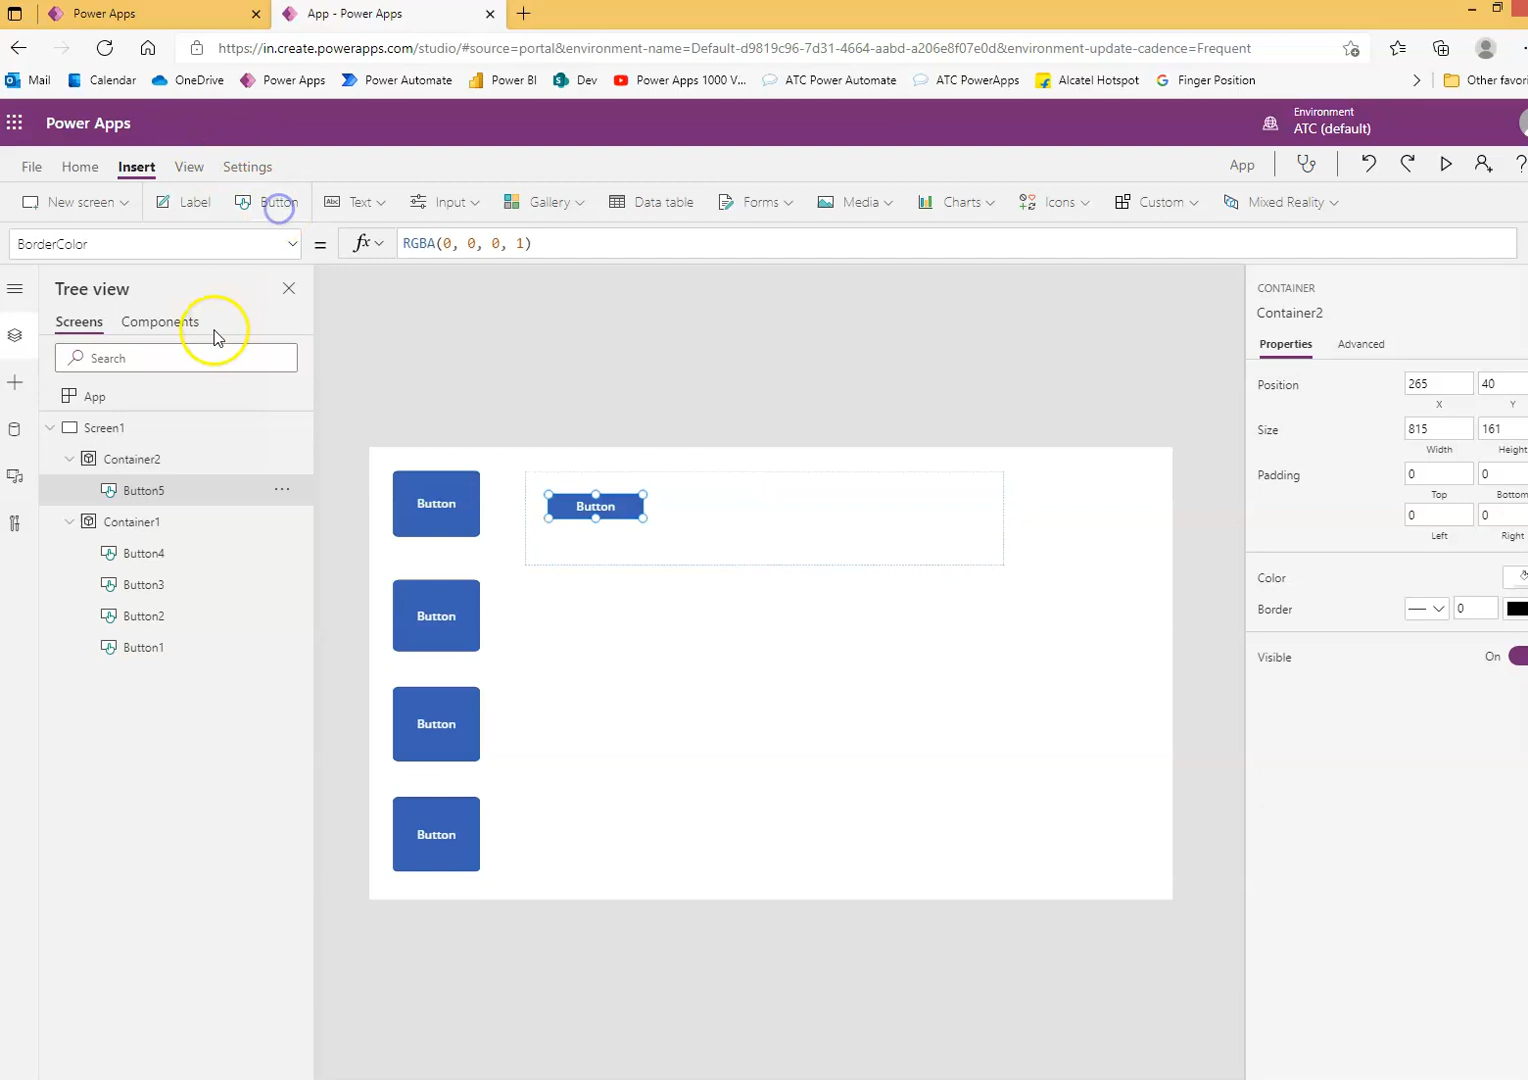 Power Apps
App - Power Apps
https://in.create.powerapps.com/studio/#source=portal&environment-name=Default-d9819c96-7d31-4664-aabd-a206e8f07e0d&environment-update-cadence=Frequent
Mail Calendar OneDrive Power Apps Power Automate Power BI Dev Power Apps 1000 V... ATC Power Automate ATC PowerApps Alcatel Hotspot Finger Position Other favori
Power Apps
Environment
ATC (default)
File Home Insert View Settings App
New screen Label Button Text Input Gallery Data table Forms Media Charts Icons Custom Mixed Reality
BorderColor = fx RGBA(0, 0, 0, 1)
Tree view
Screens Components
Search
App
Screen1
Container2
Button5 ...
Container1
Button4
Button3
Button2
Button1
Button
Button
Button
Button
Button
CONTAINER
Container2
Properties Advanced
Position 265 40
X Y
Size 815 161
Width Height
Padding 0 0
Top Bottom
0 0
Left Right
Color
Border 0
Visible On